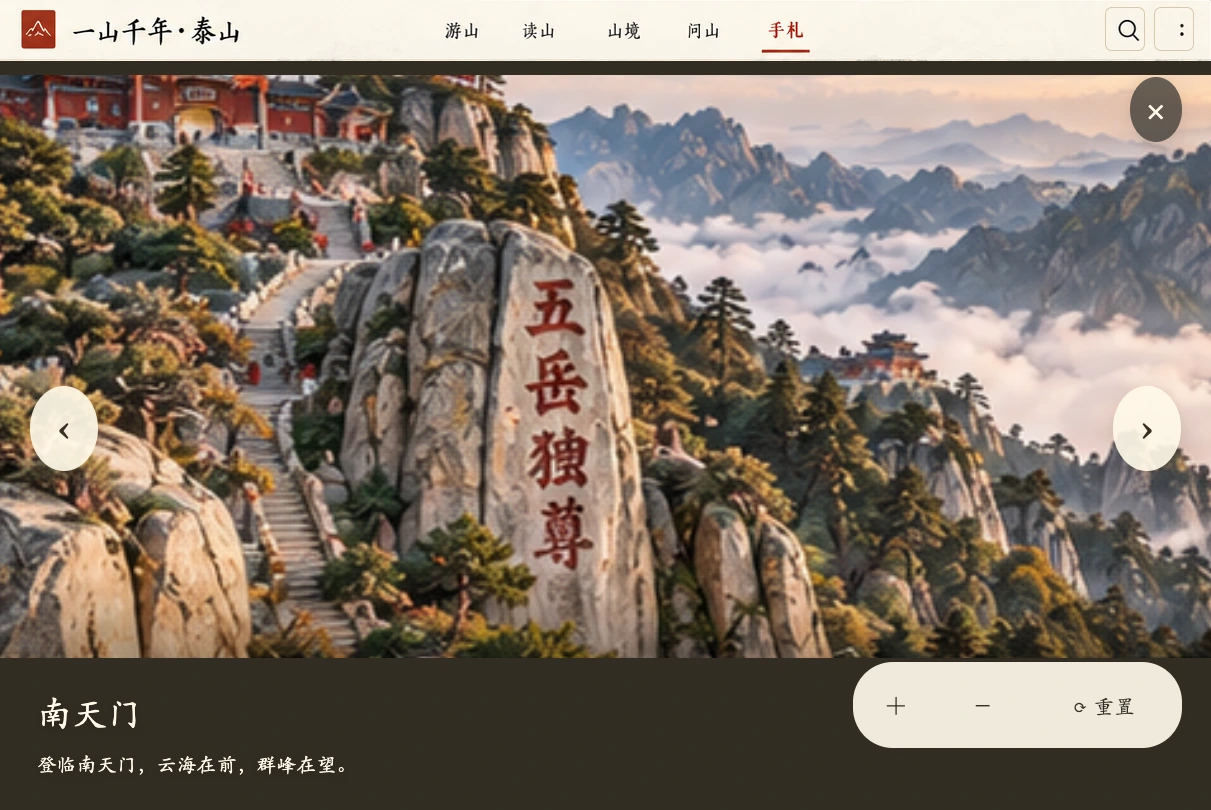 一山千年·泰山
游山 读山 山境 问山 手札
五岳独尊
南天门
登临南天门，云海在前，群峰在望。
+ − ⟳ 重置